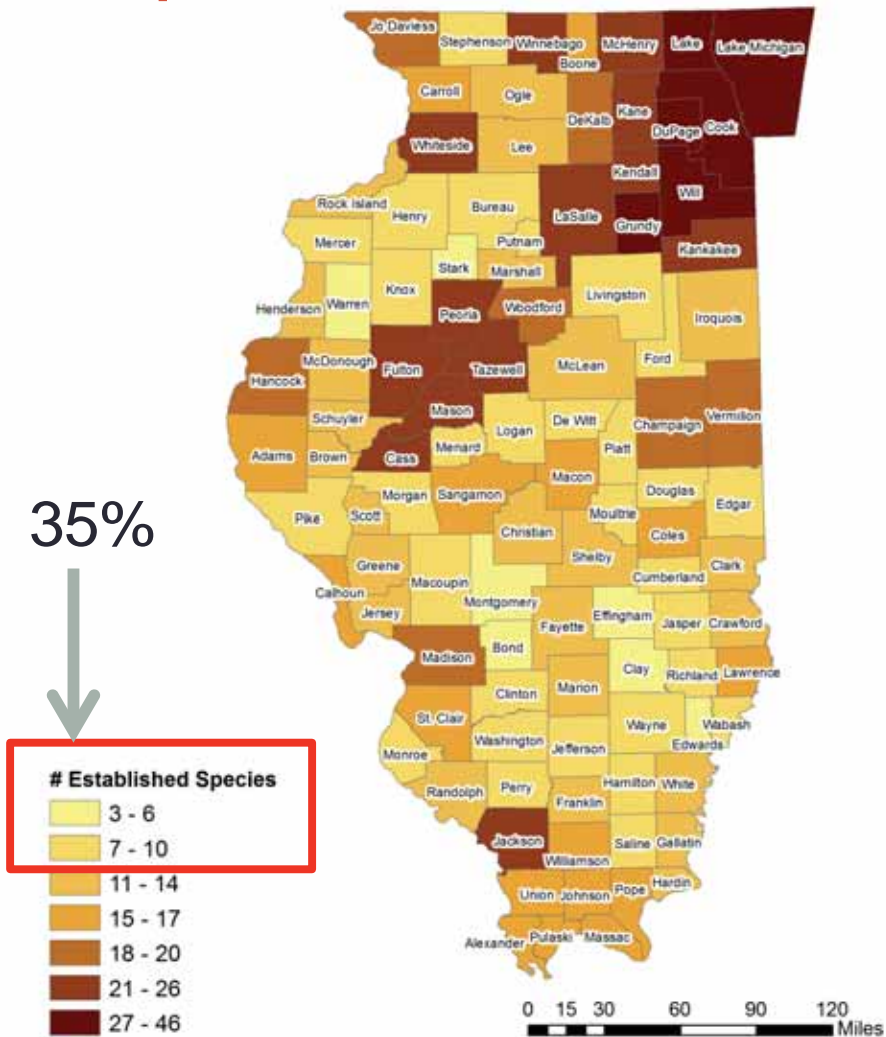 Jo Daviess
Stephenson
Winnebago
Boone
McHenry
Lake
Lake Michigan
Carroll
Ogle
DeKalb
Kane
DuPage
Cook
Whiteside
Lee
Kendall
Will
Rock Island
Henry
Bureau
LaSalle
Grundy
Mercer
Putnam
Kankakee
Stark
Marshall
Henderson
Warren
Knox
Peoria
Woodford
Livingston
Iroquois
Hancock
McDonough
Fulton
Tazewell
McLean
Ford
Schuyler
Mason
Logan
De Witt
Champaign
Vermilion
Adams
Brown
Cass
Menard
Piatt
Macon
Pike
Scott
Morgan
Sangamon
Christian
Moultrie
Douglas
Edgar
Coles
Shelby
35%
Greene
Macoupin
Cumberland
Clark
Calhoun
Jersey
Montgomery
Fayette
Effingham
Jasper
Crawford
Madison
Bond
Clay
Richland
Lawrence
Clinton
Marion
St. Clair
Wayne
Wabash
Edwards
Monroe
Washington
Jefferson
Randolph
Perry
Hamilton
White
Franklin
Jackson
Williamson
Saline
Gallatin
Union
Johnson
Pope
Hardin
Alexander
Pulaski
Massac
# Established Species
3 - 6
7 - 10
11 - 14
15 - 17
18 - 20
21 - 26
27 - 46
0 15 30 60 90 120
Miles